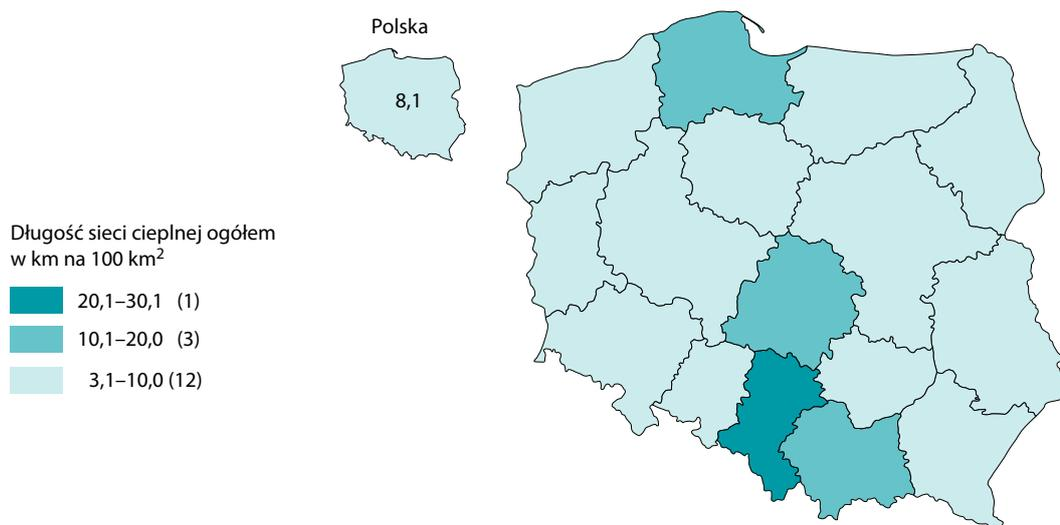 Polska
8,1
Długość sieci cieplnej ogółem
w km na 100 km²
20,1–30,1 (1)
10,1–20,0 (3)
3,1–10,0 (12)